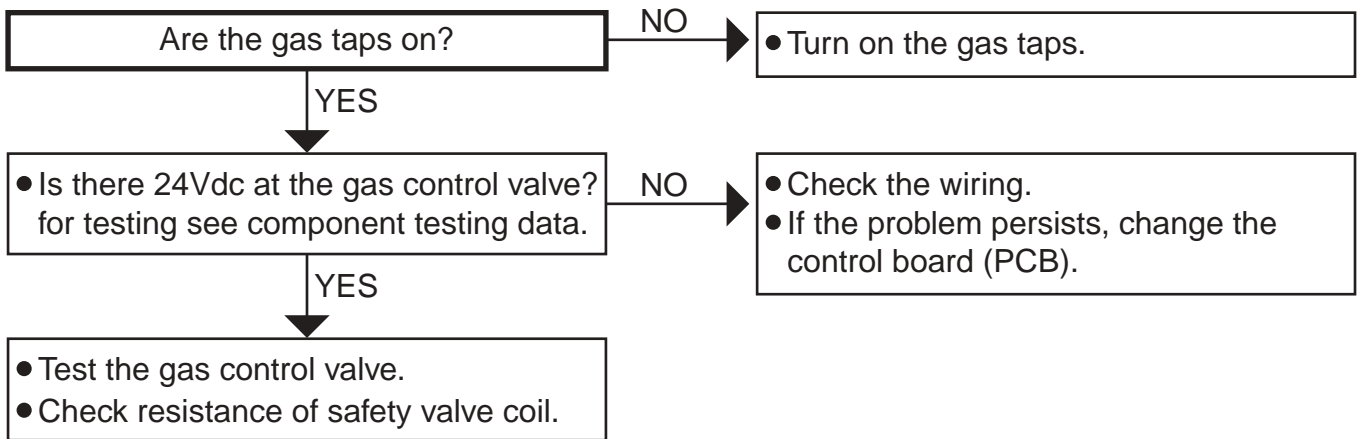 Are the gas taps on?
NO
● Turn on the gas taps.
YES
● Is there 24Vdc at the gas control valve?
for testing see component testing data.
NO
● Check the wiring.
● If the problem persists, change the
control board (PCB).
YES
● Test the gas control valve.
● Check resistance of safety valve coil.